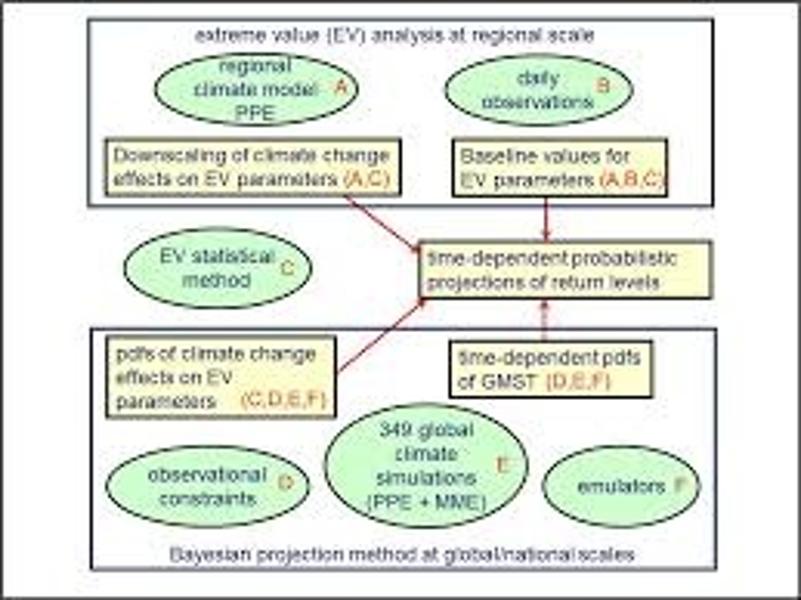 extreme value (EV) analysis at regional scale
regional
climate model A
PPE
daily
observations B
Downscaling of climate change
effects on EV parameters (A,C)
Baseline values for
EV parameters (A,B,C)
EV statistical
method C
time-dependent probabilistic
projections of return levels
pdfs of climate change
effects on EV
parameters (C,D,E,F)
time-dependent pdfs
of GMST (D,E,F)
349 global
climate
simulations E
(PPE + MME)
observational D
constraints
emulators F
Bayesian projection method at global/national scales